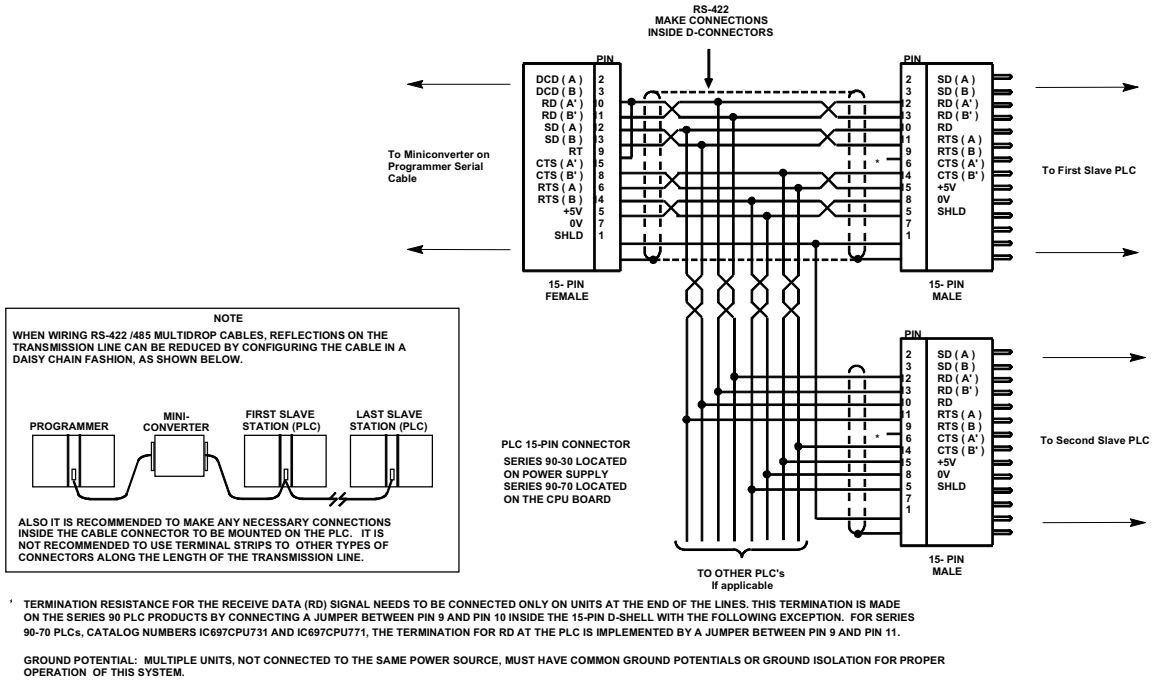 RS-422
MAKE CONNECTIONS
INSIDE D-CONNECTORS
PIN
DCD ( A ) 2
DCD ( B ) 3
RD ( A' ) 10
RD ( B' ) 11
SD ( A ) 12
SD ( B ) 13
RT 9
CTS ( A' ) 15
CTS ( B' ) 8
RTS ( A ) 6
RTS ( B ) 14
+5V 5
0V 7
SHLD 1
15- PIN
FEMALE
To Miniconverter on
Programmer Serial
Cable
PIN
2 SD ( A )
3 SD ( B )
12 RD ( A' )
13 RD ( B' )
10 RD
11 RTS ( A )
9 RTS ( B )
* 6 CTS ( A' )
14 CTS ( B' )
15 +5V
8 0V
5 SHLD
7
1
15- PIN
MALE
To First Slave PLC
PIN
2 SD ( A )
3 SD ( B )
12 RD ( A' )
13 RD ( B' )
10 RD
11 RTS ( A )
9 RTS ( B )
* 6 CTS ( A' )
14 CTS ( B' )
15 +5V
8 0V
5 SHLD
7
1
15- PIN
MALE
To Second Slave PLC
NOTE
WHEN WIRING RS-422 /485 MULTIDROP CABLES, REFLECTIONS ON THE
TRANSMISSION LINE CAN BE REDUCED BY CONFIGURING THE CABLE IN A
DAISY CHAIN FASHION, AS SHOWN BELOW.
PROGRAMMER
MINI-
CONVERTER
FIRST SLAVE
STATION (PLC)
LAST SLAVE
STATION (PLC)
ALSO IT IS RECOMMENDED TO MAKE ANY NECESSARY CONNECTIONS
INSIDE THE CABLE CONNECTOR TO BE MOUNTED ON THE PLC. IT IS
NOT RECOMMENDED TO USE TERMINAL STRIPS TO OTHER TYPES OF
CONNECTORS ALONG THE LENGTH OF THE TRANSMISSION LINE.
PLC 15-PIN CONNECTOR
SERIES 90-30 LOCATED
ON POWER SUPPLY
SERIES 90-70 LOCATED
ON THE CPU BOARD
TO OTHER PLC's
If applicable
* TERMINATION RESISTANCE FOR THE RECEIVE DATA (RD) SIGNAL NEEDS TO BE CONNECTED ONLY ON UNITS AT THE END OF THE LINES. THIS TERMINATION IS MADE
ON THE SERIES 90 PLC PRODUCTS BY CONNECTING A JUMPER BETWEEN PIN 9 AND PIN 10 INSIDE THE 15-PIN D-SHELL WITH THE FOLLOWING EXCEPTION. FOR SERIES
90-70 PLCs, CATALOG NUMBERS IC697CPU731 AND IC697CPU771, THE TERMINATION FOR RD AT THE PLC IS IMPLEMENTED BY A JUMPER BETWEEN PIN 9 AND PIN 11.
GROUND POTENTIAL: MULTIPLE UNITS, NOT CONNECTED TO THE SAME POWER SOURCE, MUST HAVE COMMON GROUND POTENTIALS OR GROUND ISOLATION FOR PROPER
OPERATION OF THIS SYSTEM.